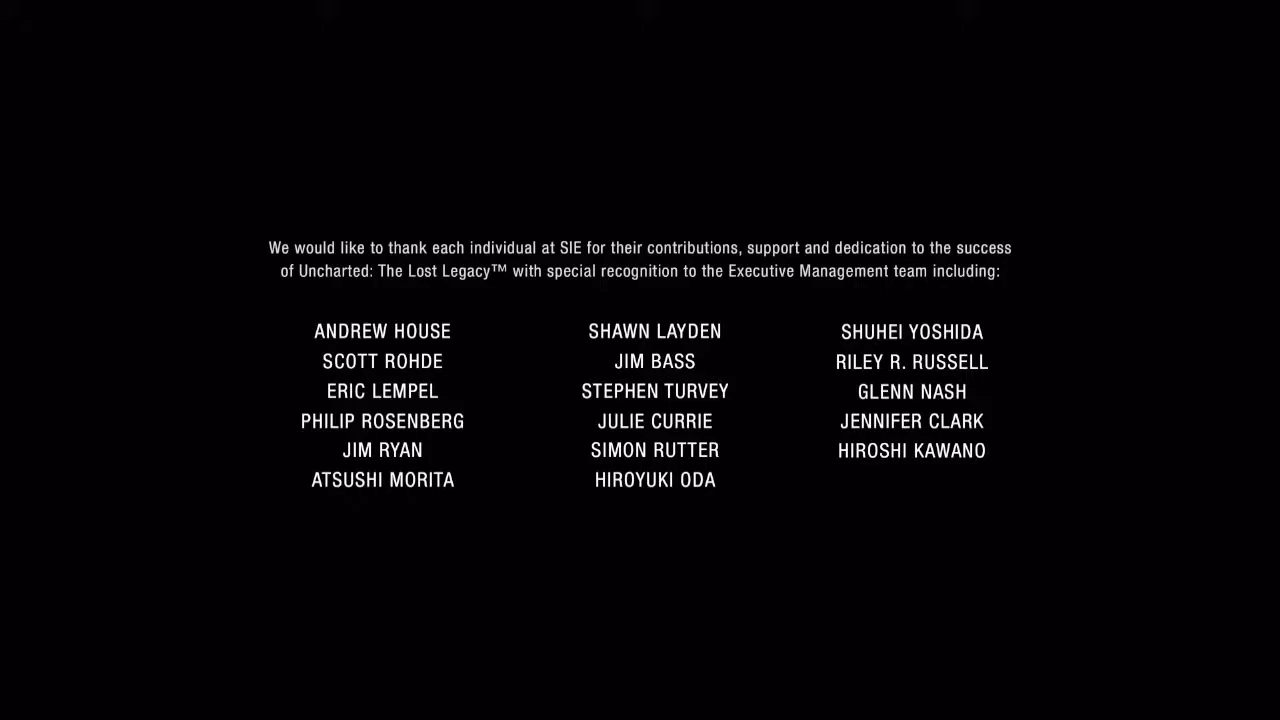 We would like to thank each individual at SIE for their contributions, support and dedication to the success
of Uncharted: The Lost Legacy™ with special recognition to the Executive Management team including:
ANDREW HOUSE SHAWN LAYDEN SHUHEI YOSHIDA
SCOTT ROHDE JIM BASS RILEY R. RUSSELL
ERIC LEMPEL STEPHEN TURVEY GLENN NASH
PHILIP ROSENBERG JULIE CURRIE JENNIFER CLARK
JIM RYAN SIMON RUTTER HIROSHI KAWANO
ATSUSHI MORITA HIROYUKI ODA